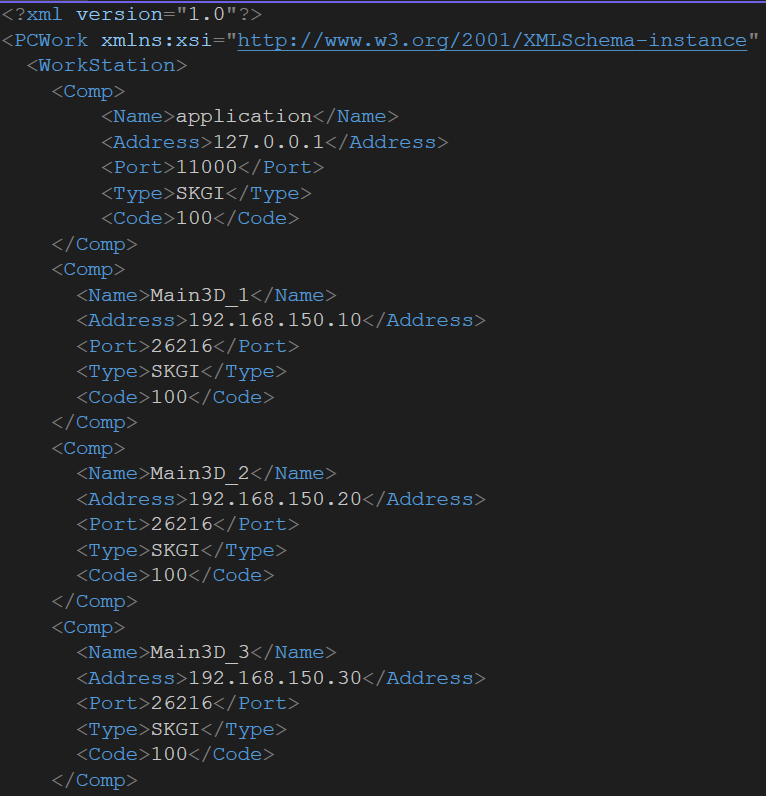 <?xml version="1.0"?>
<PCWork xmlns:xsi="http://www.w3.org/2001/XMLSchema-instance"
  <WorkStation>
    <Comp>
        <Name>application</Name>
        <Address>127.0.0.1</Address>
        <Port>11000</Port>
        <Type>SKGI</Type>
        <Code>100</Code>
    </Comp>
    <Comp>
      <Name>Main3D_1</Name>
      <Address>192.168.150.10</Address>
      <Port>26216</Port>
      <Type>SKGI</Type>
      <Code>100</Code>
    </Comp>
    <Comp>
      <Name>Main3D_2</Name>
      <Address>192.168.150.20</Address>
      <Port>26216</Port>
      <Type>SKGI</Type>
      <Code>100</Code>
    </Comp>
    <Comp>
      <Name>Main3D_3</Name>
      <Address>192.168.150.30</Address>
      <Port>26216</Port>
      <Type>SKGI</Type>
      <Code>100</Code>
    </Comp>